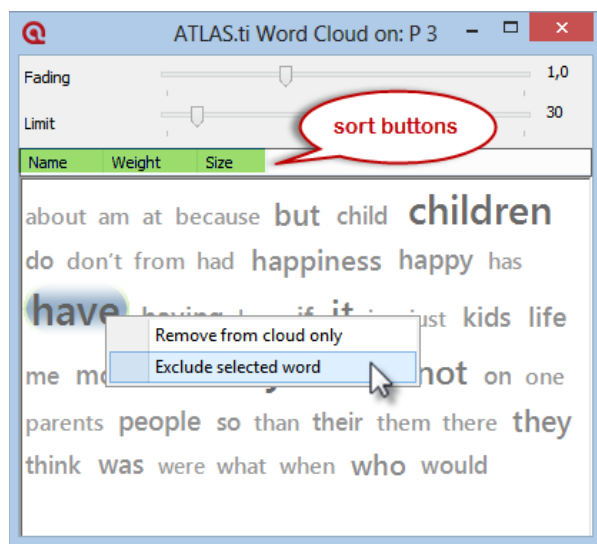 ATLAS.ti Word Cloud on: P 3
Fading 1,0
Limit 30
sort buttons
Name Weight Size
about am at because but child children
do don't from had happiness happy has
have having if it just kids life
Remove from cloud only
Exclude selected word
me not on one
parents people so than their them there they
think was were what when who would